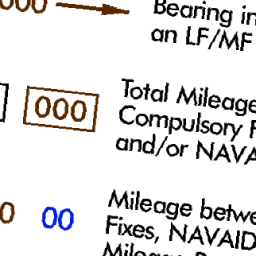 000 Bearing in
an LF/MF
000 Total Mileage
Compulsory
and/or NAVA
0 00 Mileage betwe
Fixes, NAVAID
Mileage